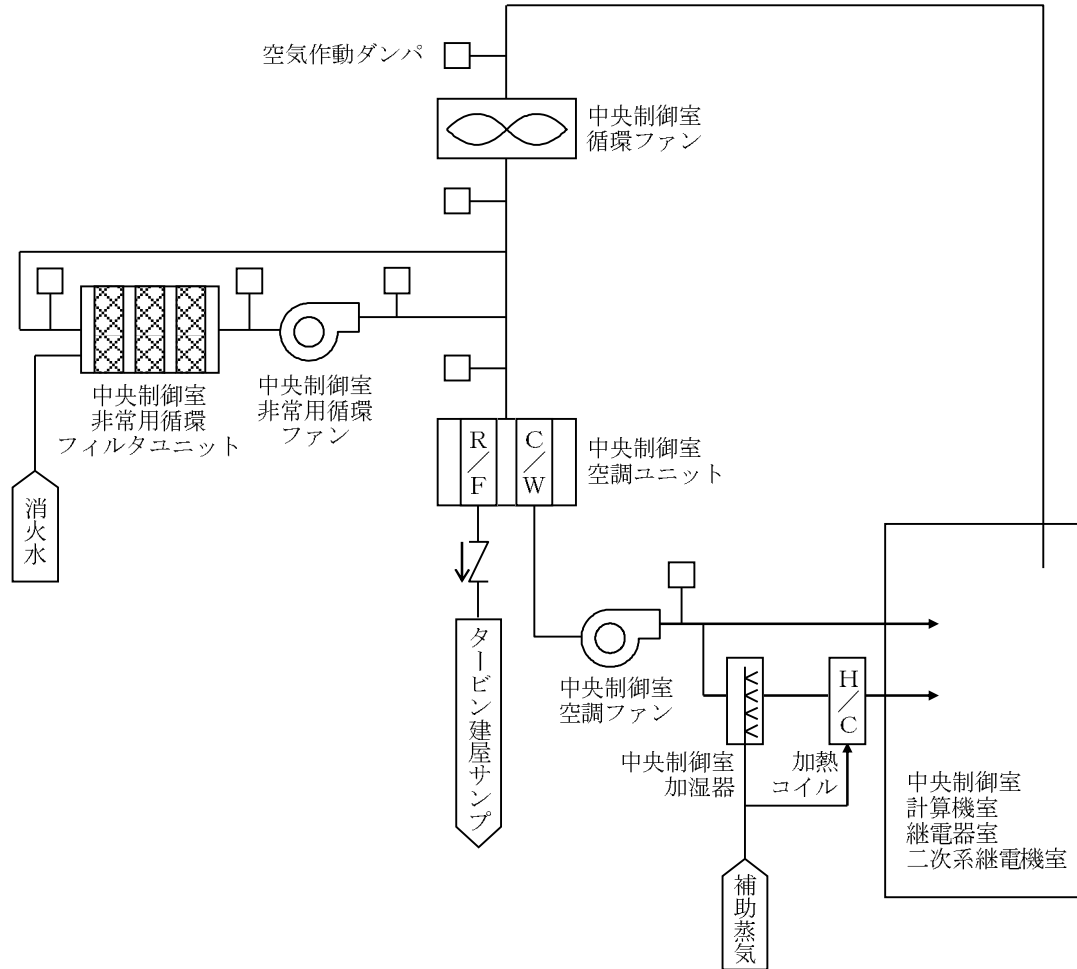 空気作動ダンパ
中央制御室
循環ファン
中央制御室
非常用循環
フィルタユニット
中央制御室
非常用循環
ファン
消火水
R/F
C/W
中央制御室
空調ユニット
タービン建屋サンプ
中央制御室
空調ファン
H/C
中央制御室
加湿器
加熱
コイル
中央制御室
計算機室
継電器室
二次系継電機室
補助蒸気